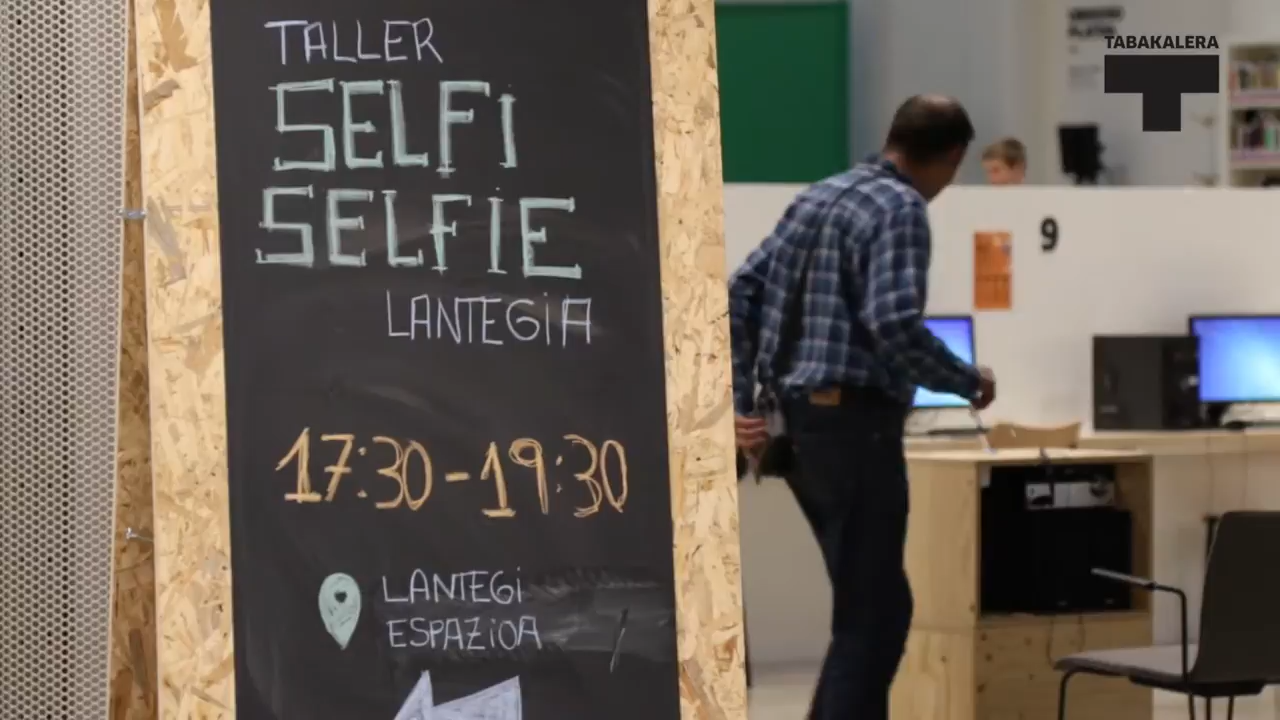 TALLER
SELFI
SELFIE
LANTEGIA
17:30-19:30
LANTEGI
ESPAZIOA
TABAKALERA
9